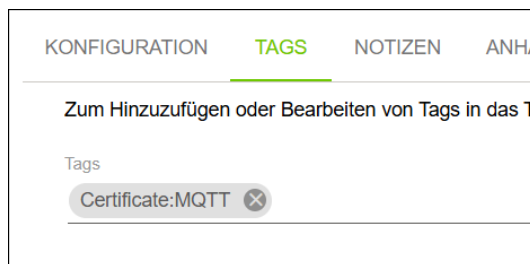 KONFIGURATION TAGS NOTIZEN
Zum Hinzuzufügen oder Bearbeiten von Tags in das
Tags
Certificate:MQTT